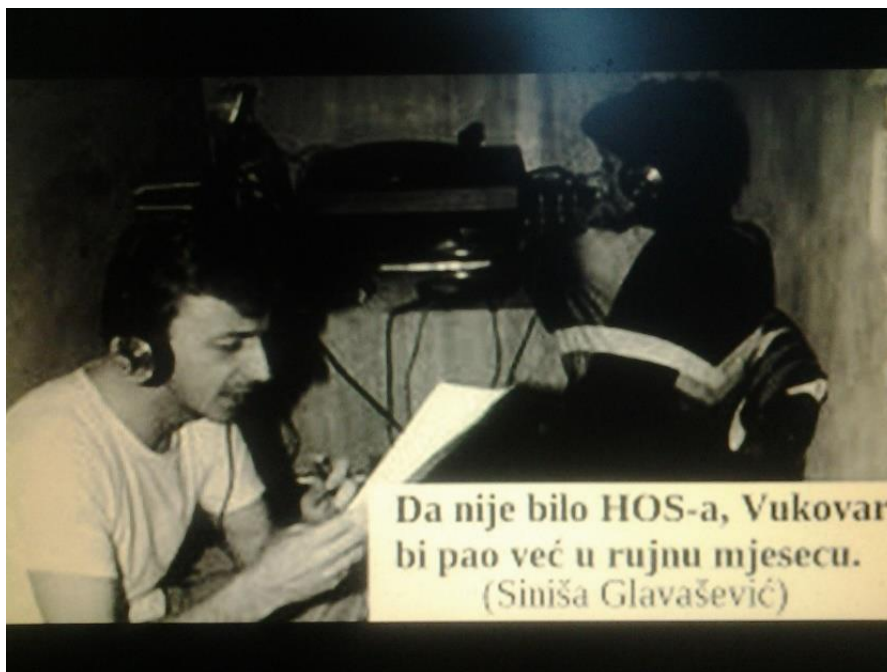 Da nije bilo HOS-a, Vukovar
bi pao već u rujnu mjesecu.
(Siniša Glavašević)